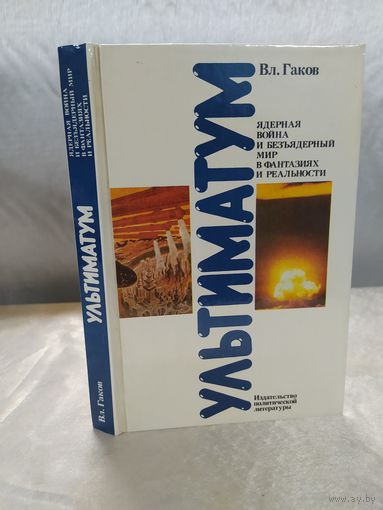 Вл. Гаков
УЛЬТИМАТУМ
ЯДЕРНАЯ
ВОЙНА
И БЕЗЪЯДЕРНЫЙ
МИР
В ФАНТАЗИЯХ
И РЕАЛЬНОСТИ
Издательство
политической
литературы
Вл. Гаков
УЛЬТИМАТУМ
ЯДЕРНАЯ ВОЙНА
И БЕЗЪЯДЕРНЫЙ МИР
В ФАНТАЗИЯХ
И РЕАЛЬНОСТИ
www.ay.by